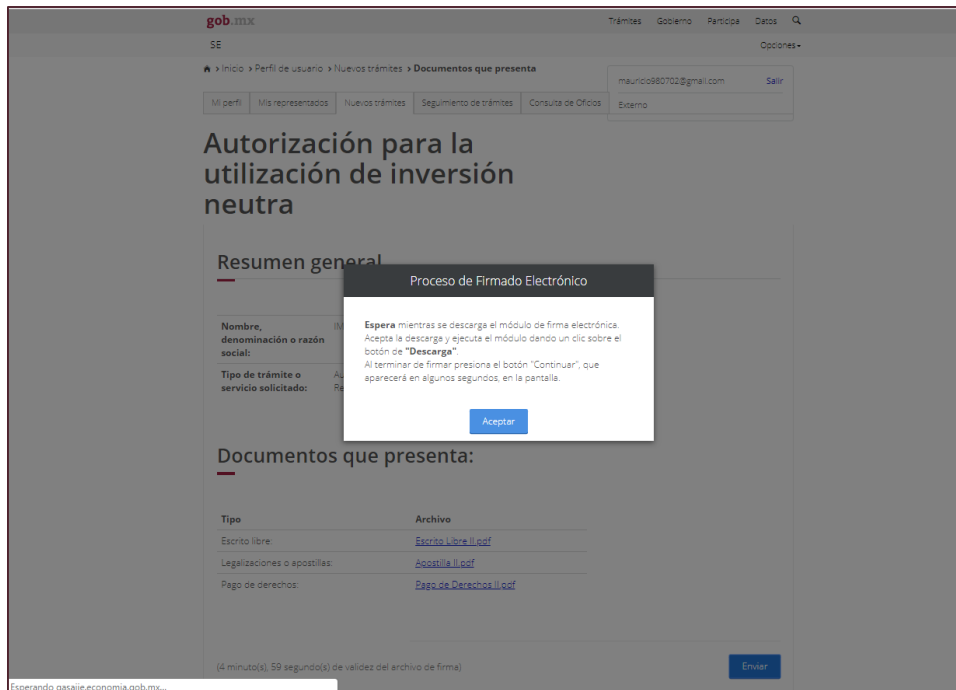 gob.mx
Trámites Gobierno Participa Datos
SE
Opciones
> Inicio > Perfil de usuario > Nuevos trámites > Documentos que presenta
mauricio980702@gmail.com Salir
Externo
Mi perfil Mis representados Nuevos trámites Seguimiento de trámites Consulta de Oficios
Autorización para la
utilización de inversión
neutra
Resumen general
Proceso de Firmado Electrónico
Espera mientras se descarga el módulo de firma electrónica.
Acepta la descarga y ejecuta el módulo dando un clic sobre el
botón de "Descarga".
Al terminar de firmar presiona el botón "Continuar", que
aparecerá en algunos segundos, en la pantalla.
Aceptar
Nombre,
denominación o razón
social:
Tipo de trámite o
servicio solicitado:
Documentos que presenta:
Tipo Archivo
Escrito libre: Escrito Libre II.pdf
Legalizaciones o apostillas: Apostilla II.pdf
Pago de derechos: Pago de Derechos II.pdf
(4 minuto(s), 59 segundo(s) de validez del archivo de firma)
Enviar
Esperando qasajie.economia.gob.mx...